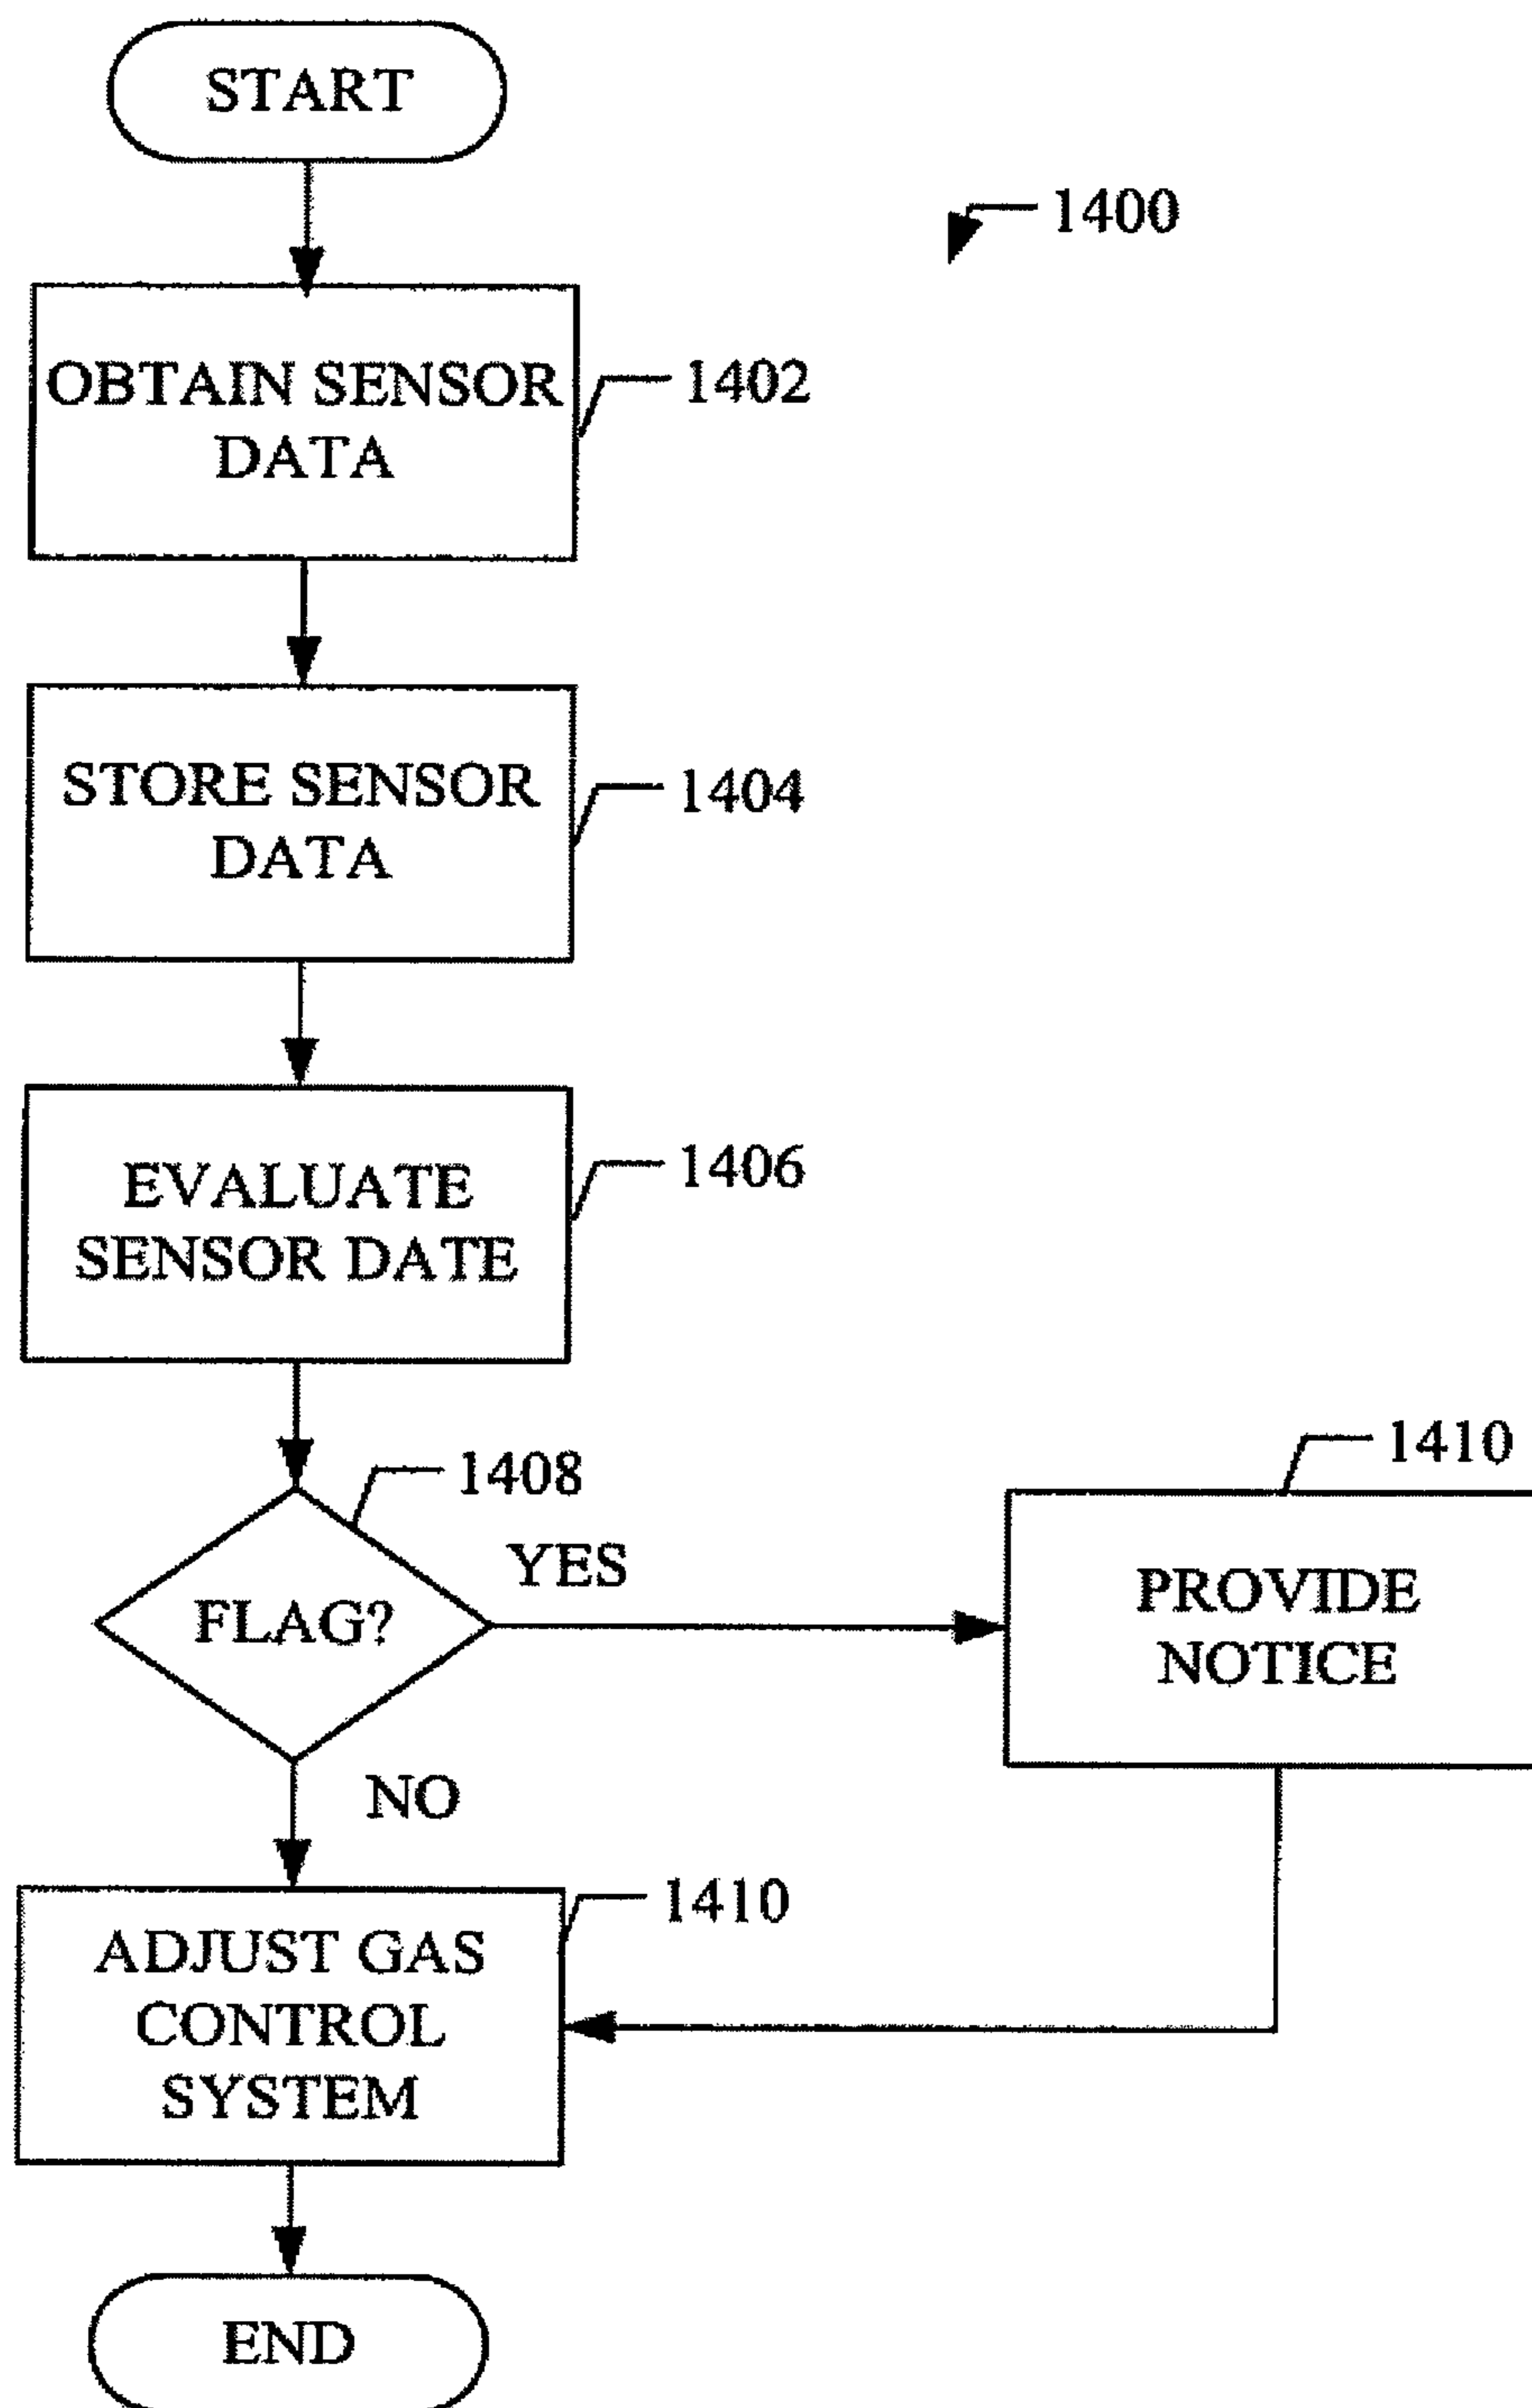 START
1400
OBTAIN SENSOR
DATA
1402
STORE SENSOR
DATA
1404
EVALUATE
SENSOR DATE
1406
1408
FLAG?
YES
1410
PROVIDE
NOTICE
NO
1410
ADJUST GAS
CONTROL
SYSTEM
END